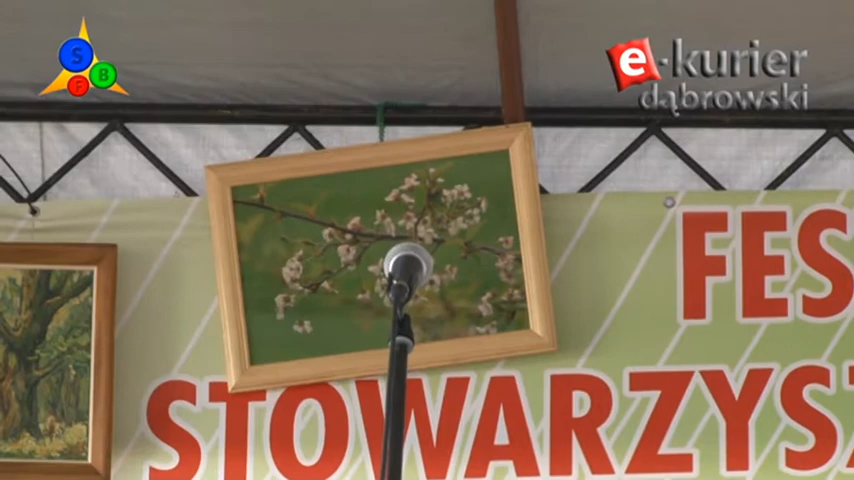 S
B
F
e-kurier
dąbrowski
FES
STOWARZYSZ